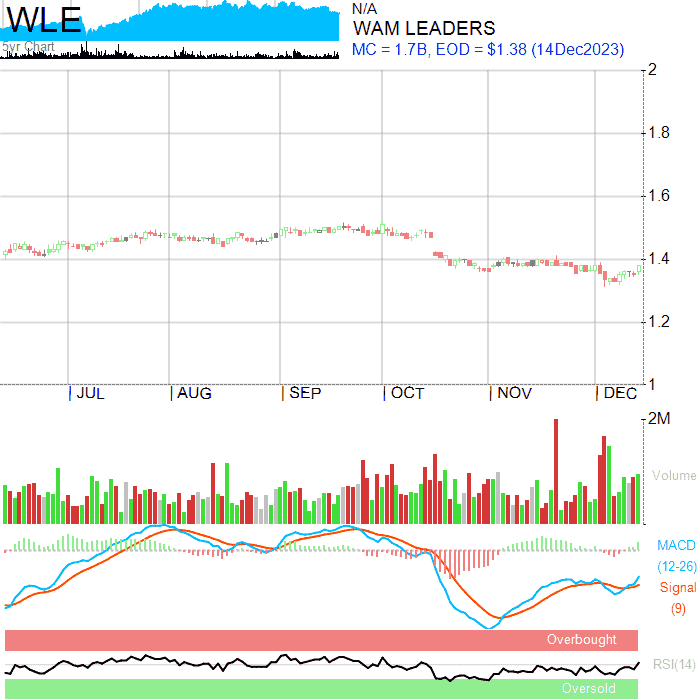 WLE
5yr Chart
N/A
WAM LEADERS
MC = 1.7B, EOD = $1.38 (14Dec2023)
2
1.8
1.6
1.4
1.2
1
JUL AUG SEP OCT NOV DEC
2M
Volume
MACD
(12-26)
Signal
(9)
Overbought
RSI(14)
Oversold